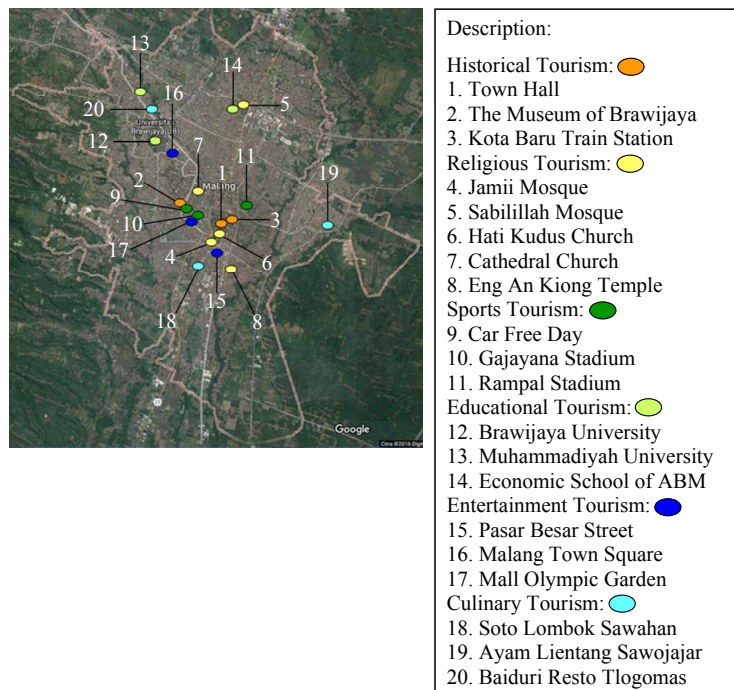 13
16
14
5
20
Universitas
Brawijaya(UB)
12
7
11
Malang
2
1
19
9
3
10
17
4
6
18
15
8
Google
Description:
Historical Tourism:
1. Town Hall
2. The Museum of Brawijaya
3. Kota Baru Train Station
Religious Tourism:
4. Jamii Mosque
5. Sabilillah Mosque
6. Hati Kudus Church
7. Cathedral Church
8. Eng An Kiong Temple
Sports Tourism:
9. Car Free Day
10. Gajayana Stadium
11. Rampal Stadium
Educational Tourism:
12. Brawijaya University
13. Muhammadiyah University
14. Economic School of ABM
Entertainment Tourism:
15. Pasar Besar Street
16. Malang Town Square
17. Mall Olympic Garden
Culinary Tourism:
18. Soto Lombok Sawahan
19. Ayam Lientang Sawojajar
20. Baiduri Resto Tlogomas